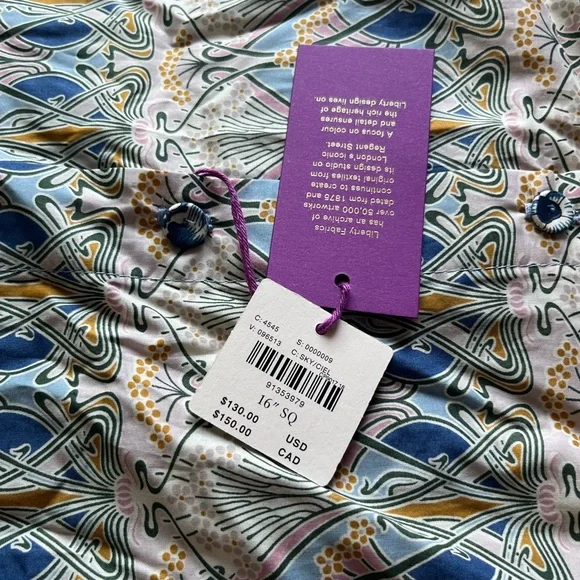 Liberty Fabrics
has an archive of
over 50,000 artworks
dated from 1875 and
continues to create
original textiles from
its design studio on
London's iconic
Regent Street.
A focus on colour
and detail ensures
the rich heritage of
Liberty design lives on.
C: 4545
S: 0000009
V: 096513
C: SKY/CIEL
91353979
16" SQ
$130.00 USD
$150.00 CAD